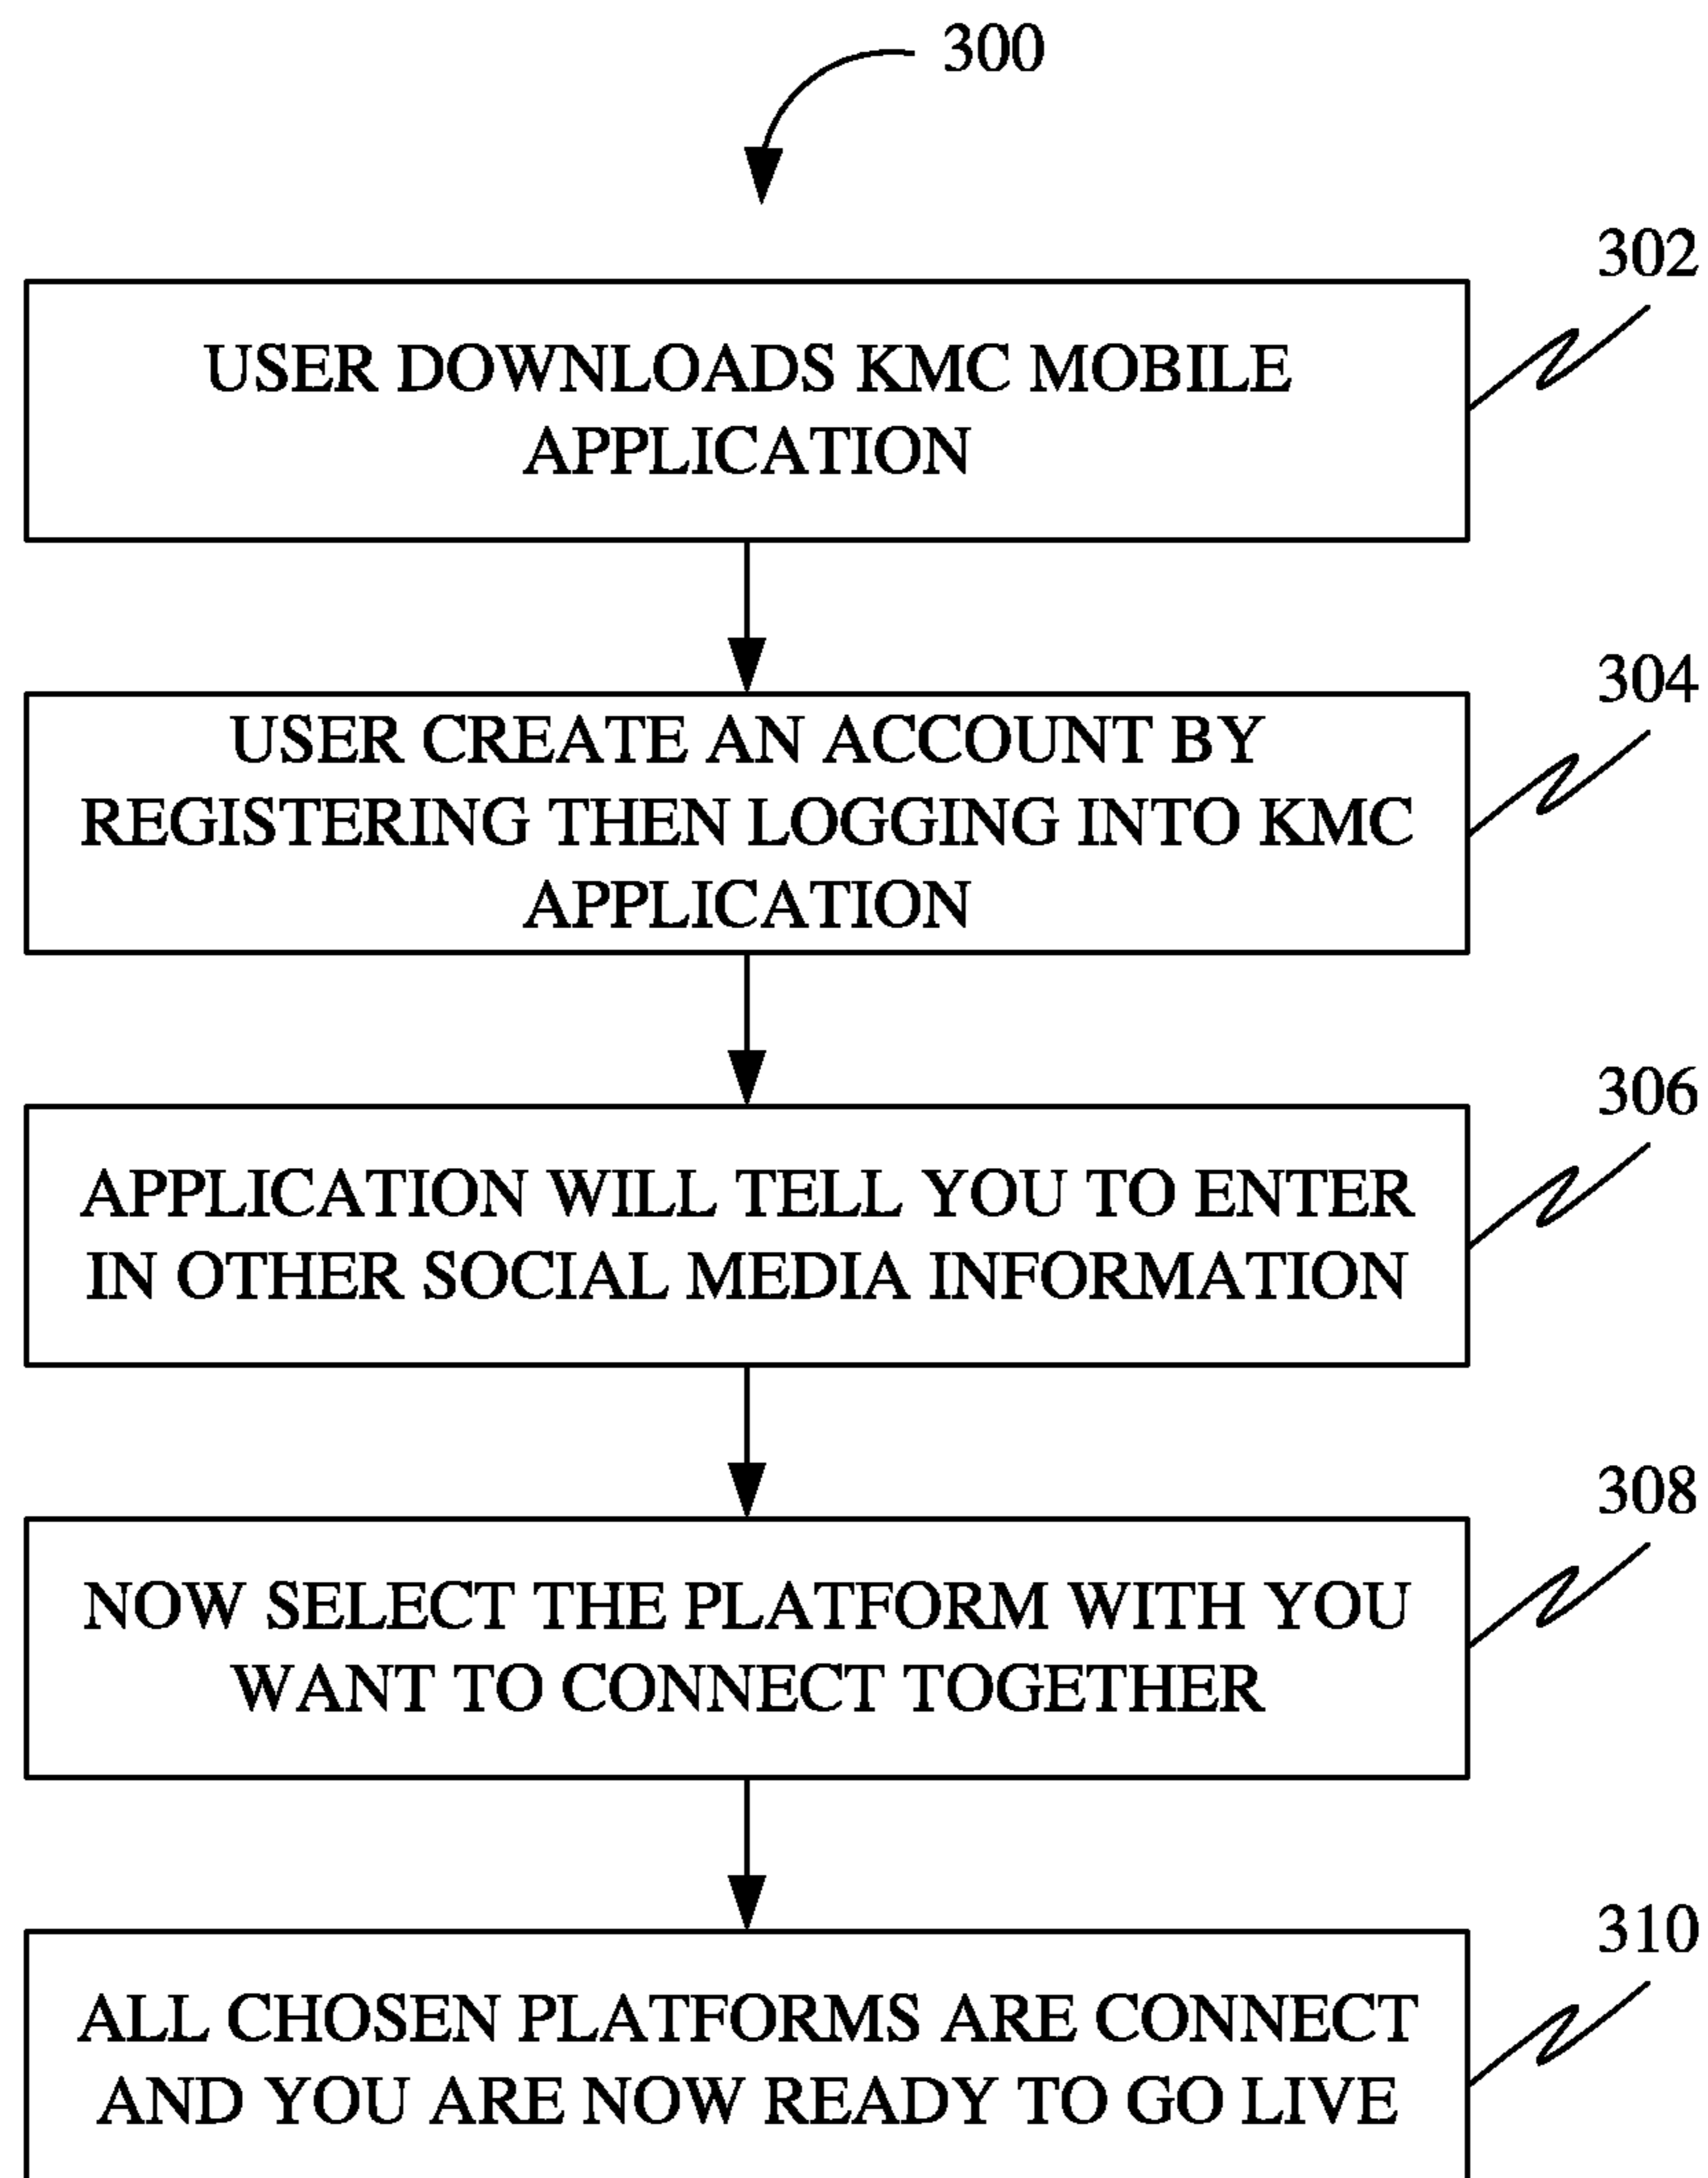 300
302
USER DOWNLOADS KMC MOBILE
APPLICATION
304
USER CREATE AN ACCOUNT BY
REGISTERING THEN LOGGING INTO KMC
APPLICATION
306
APPLICATION WILL TELL YOU TO ENTER
IN OTHER SOCIAL MEDIA INFORMATION
308
NOW SELECT THE PLATFORM WITH YOU
WANT TO CONNECT TOGETHER
310
ALL CHOSEN PLATFORMS ARE CONNECT
AND YOU ARE NOW READY TO GO LIVE